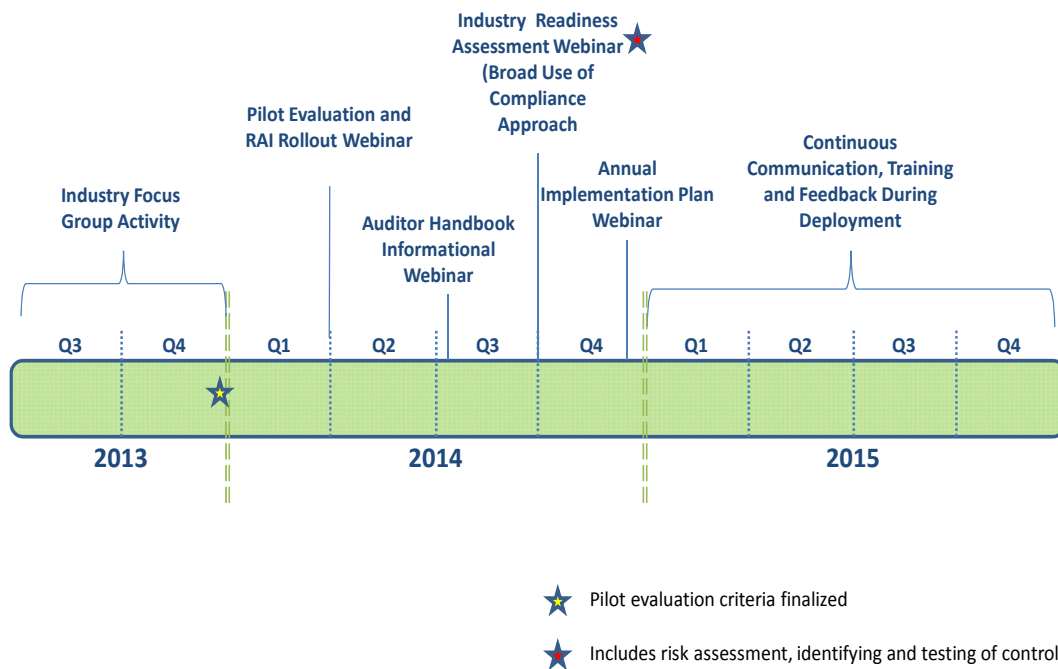 Industry Readiness
Assessment Webinar
(Broad Use of
Compliance
Approach
Pilot Evaluation and
RAI Rollout Webinar
Continuous
Communication, Training
and Feedback During
Deployment
Annual
Implementation Plan
Webinar
Industry Focus
Group Activity
Auditor Handbook
Informational
Webinar
Q3 Q4 Q1 Q2 Q3 Q4 Q1 Q2 Q3 Q4
2013 2014 2015
Pilot evaluation criteria finalized
Includes risk assessment, identifying and testing of control